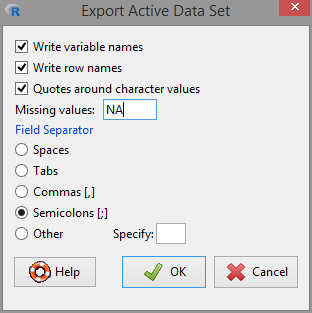 R Export Active Data Set
Write variable names
Write row names
Quotes around character values
Missing values: NA
Field Separator
Spaces
Tabs
Commas [,]
Semicolons [;]
Other Specify:
Help OK Cancel